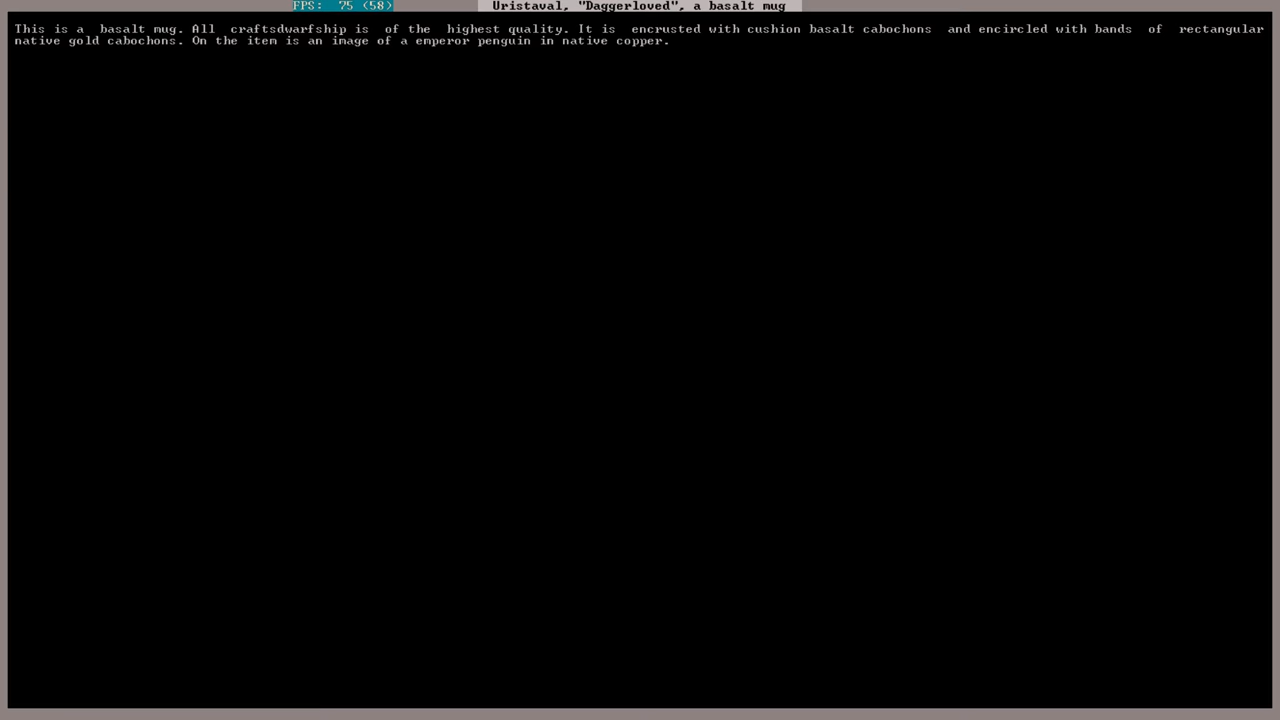 FPS: 75 (58) Uristaval, "Daggerloved", a basalt mug
This is a basalt mug. All craftsdwarfship is of the highest quality. It is encrusted with cushion basalt cabochons and encircled with bands of rectangular
native gold cabochons. On the item is an image of a emperor penguin in native copper.